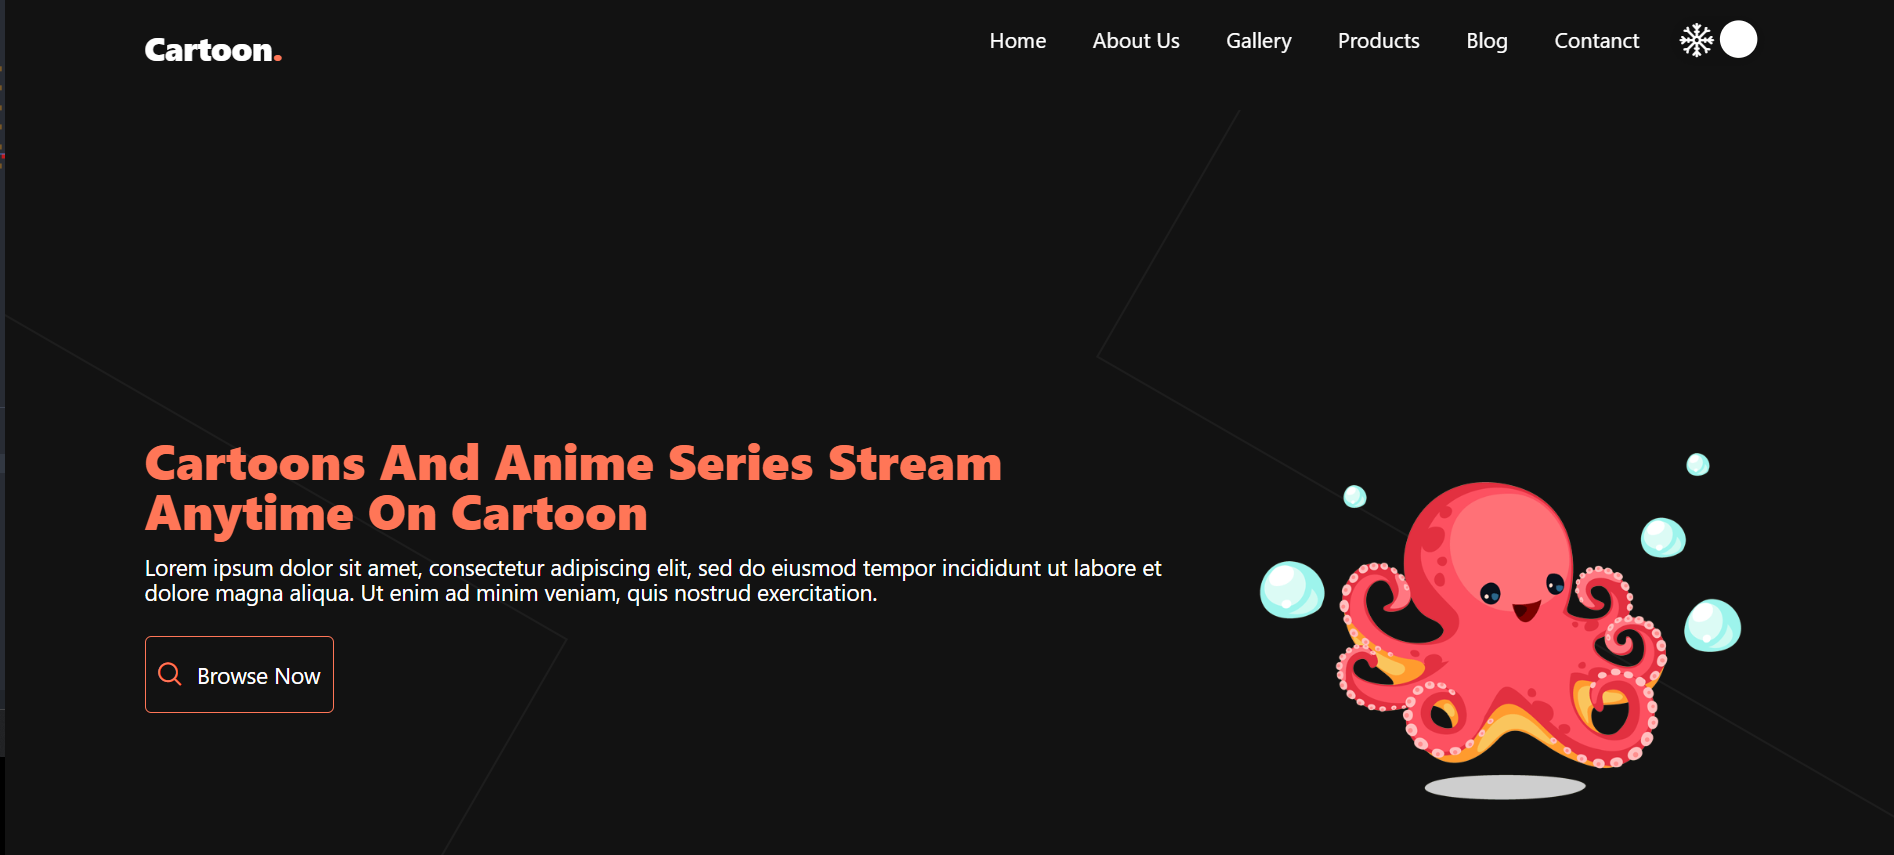 Cartoon.
Home About Us Gallery Products Blog Contanct
Cartoons And Anime Series Stream
Anytime On Cartoon
Lorem ipsum dolor sit amet, consectetur adipiscing elit, sed do eiusmod tempor incididunt ut labore et
dolore magna aliqua. Ut enim ad minim veniam, quis nostrud exercitation.
Browse Now